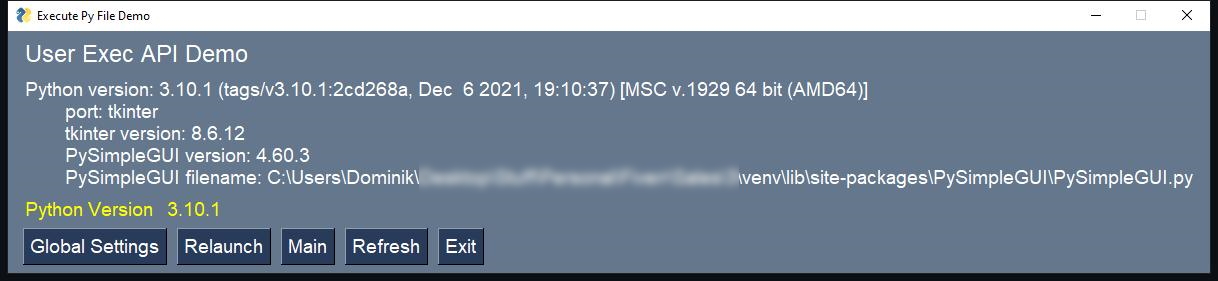 Execute Py File Demo
User Exec API Demo
Python version: 3.10.1 (tags/v3.10.1:2cd268a, Dec  6 2021, 19:10:37) [MSC v.1929 64 bit (AMD64)]
port: tkinter
tkinter version: 8.6.12
PySimpleGUI version: 4.60.3
PySimpleGUI filename: C:\Users\Dominik\ \venv\lib\site-packages\PySimpleGUI\PySimpleGUI.py
Python Version 3.10.1
Global Settings Relaunch Main Refresh Exit